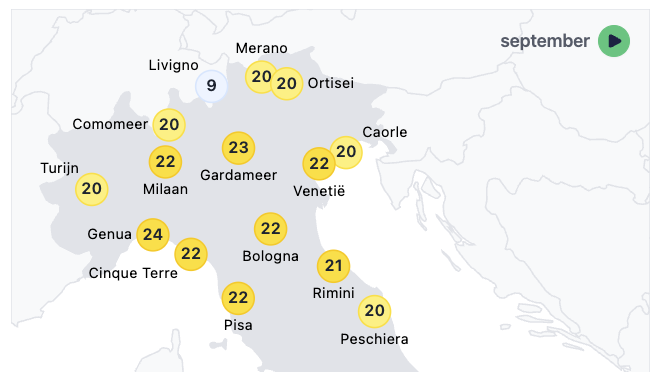 september
Merano
20
20
Ortisei
Livigno
9
Comomeer
20
Caorle
20
22
Venetië
23
Gardameer
22
Milaan
Turijn
20
Genua
24
22
Cinque Terre
22
Bologna
21
Rimini
22
Pisa
20
Peschiera